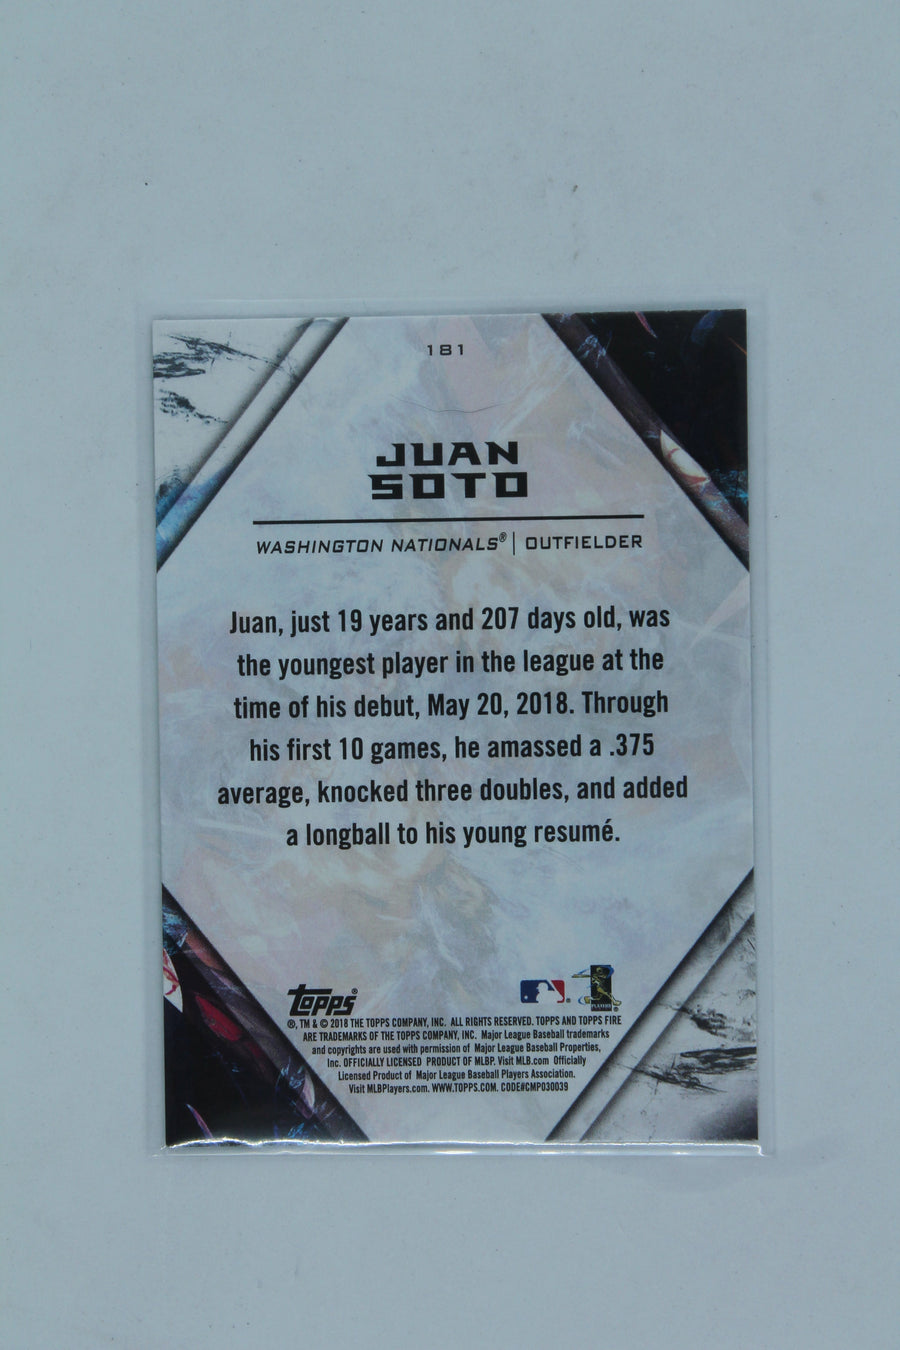 181
JUAN
SOTO
WASHINGTON NATIONALS® | OUTFIELDER
Juan, just 19 years and 207 days old, was
the youngest player in the league at the
time of his debut, May 20, 2018. Through
his first 10 games, he amassed a .375
average, knocked three doubles, and added
a longball to his young resumé.
TOPPS®
®, TM & © 2018 THE TOPPS COMPANY, INC. ALL RIGHTS RESERVED. TOPPS AND TOPPS FIRE
ARE TRADEMARKS OF THE TOPPS COMPANY, INC. Major League Baseball trademarks
and copyrights are used with permission of Major League Baseball Properties,
Inc. OFFICIALLY LICENSED PRODUCT OF MLBP. Visit MLB.com Officially
Licensed Product of Major League Baseball Players Association.
Visit MLBPlayers.com. WWW.TOPPS.COM. CODE#CMP030039